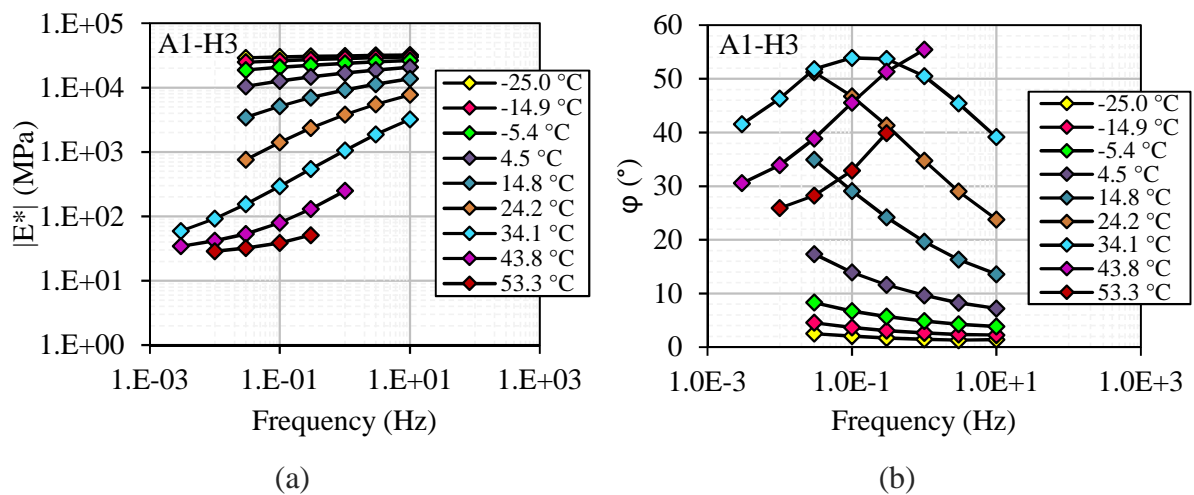 A1-H3
|E*| (MPa)
1.E+05
1.E+04
1.E+03
1.E+02
1.E+01
1.E+00
1.E-03
1.E-01
1.E+01
1.E+03
Frequency (Hz)
-25.0 °C
-14.9 °C
-5.4 °C
4.5 °C
14.8 °C
24.2 °C
34.1 °C
43.8 °C
53.3 °C
(a)
A1-H3
φ (°)
60
50
40
30
20
10
0
1.0E-3
1.0E-1
1.0E+1
1.0E+3
Frequency (Hz)
-25.0 °C
-14.9 °C
-5.4 °C
4.5 °C
14.8 °C
24.2 °C
34.1 °C
43.8 °C
53.3 °C
(b)